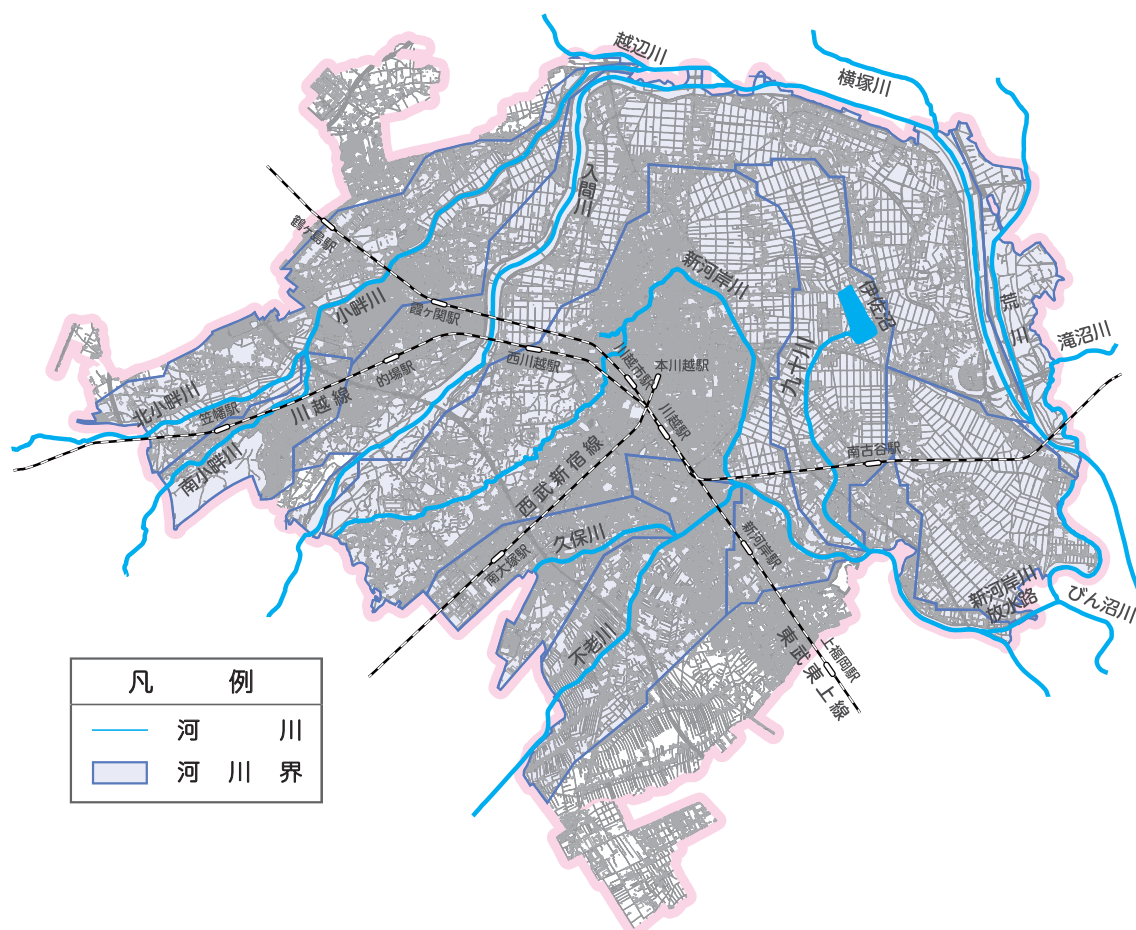 越辺川
横塚川
入間川
鶴ヶ島駅
小畔川
霞ヶ関駅
新河岸川
伊佐沼
荒川
滝沼川
西川越駅
川越市駅
本川越駅
九十川
的場駅
北小畔川
笠幡駅
川越線
川越駅
南小畔川
西武新宿線
南古谷駅
南大塚駅
久保川
新河岸駅
新河岸川
放水路
びん沼川
不老川
東武東上線
上福岡駅
凡例
河川
河川界